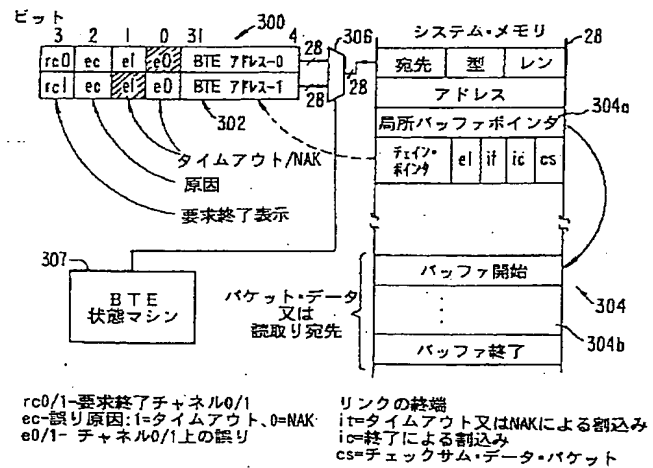 ビット
3 2 1 0 31 4
300
306
システム・メモリ
28
rc0 ec e1 e0 BTE アドレス-0
28
rc1 ec e1 e0 BTE アドレス-1
28
28
302
宛先 型 レン
アドレス
局所バッファポインタ
304a
チェイン・ポインタ el it ic cs
タイムアウト/NAK
原因
要求終了表示
307
BTE
状態マシン
パケット・データ
又は
読取り宛先
バッファ開始
304
304b
バッファ終了
rc0/1-要求終了チャネル0/1
ec-誤り原因:1=タイムアウト、0=NAK
e0/1- チャネル0/1上の誤り
リンクの終端
it=タイムアウト又はNAKによる割込み
ic=終了による割込み
cs=チェックサム・データ・パケット